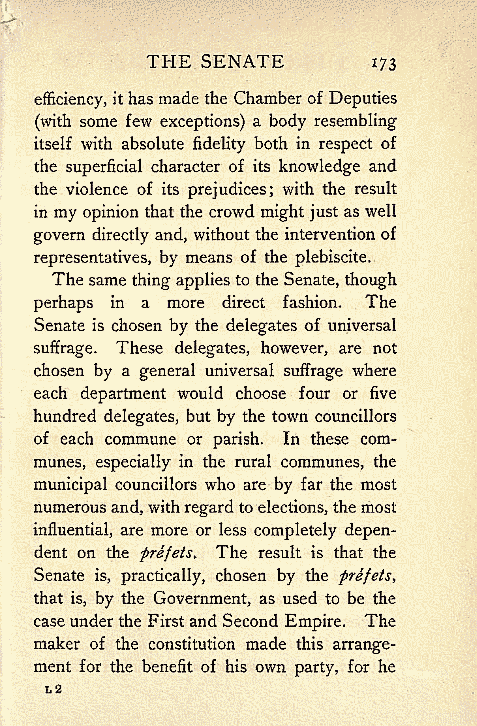 THE SENATE 173
efficiency, it has made the Chamber of Deputies
(with some few exceptions) a body resembling
itself with absolute fidelity both in respect of
the superficial character of its knowledge and
the violence of its prejudices; with the result
in my opinion that the crowd might just as well
govern directly and, without the intervention of
representatives, by means of the plebiscite.
The same thing applies to the Senate, though
perhaps in a more direct fashion. The
Senate is chosen by the delegates of universal
suffrage. These delegates, however, are not
chosen by a general universal suffrage where
each department would choose four or five
hundred delegates, but by the town councillors
of each commune or parish. In these com-
munes, especially in the rural communes, the
municipal councillors who are by far the most
numerous and, with regard to elections, the most
influential, are more or less completely depen-
dent on the préfets. The result is that the
Senate is, practically, chosen by the préfets,
that is, by the Government, as used to be the
case under the First and Second Empire. The
maker of the constitution made this arrange-
ment for the benefit of his own party, for he
L 2